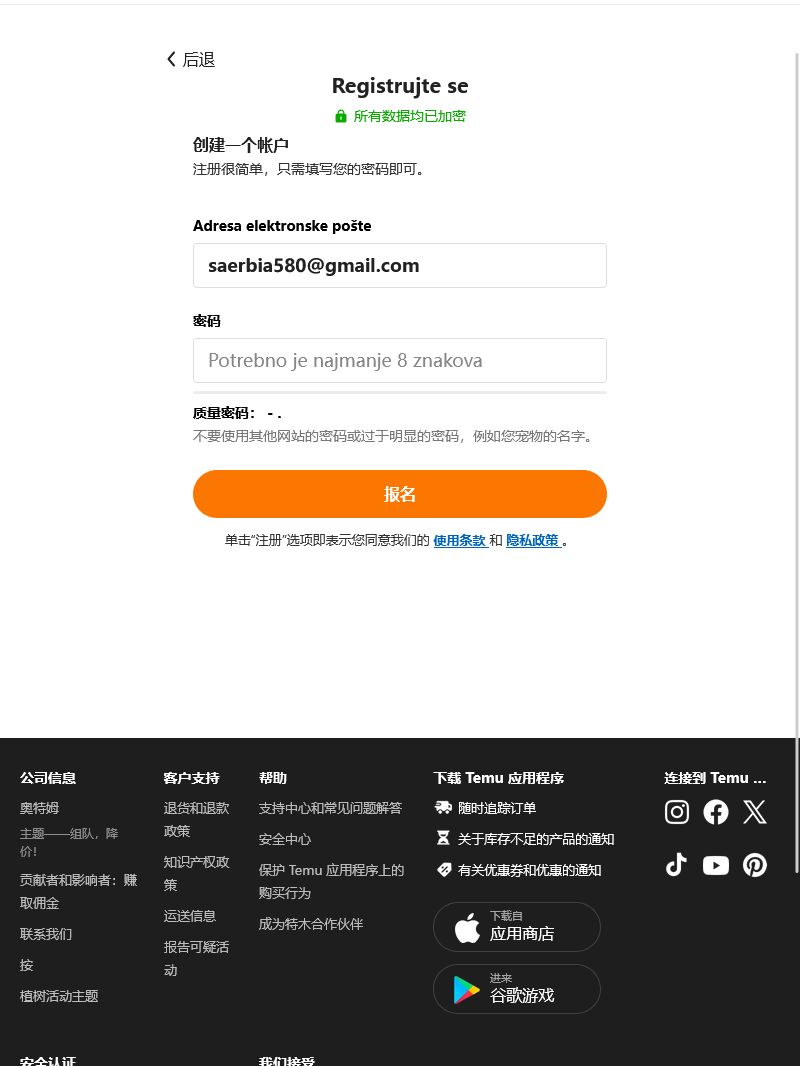 后退
Registrujte se
所有数据均已加密
创建一个帐户
注册很简单，只需填写您的密码即可。
Adresa elektronske pošte
saerbia580@gmail.com
密码
Potrebno je najmanje 8 znakova
质量密码： - .
不要使用其他网站的密码或过于明显的密码，例如您宠物的名字。
报名
单击“注册”选项即表示您同意我们的 使用条款 和 隐私政策 。
公司信息
奥特姆
主题——组队，降
价！
贡献者和影响者：赚
取佣金
联系我们
按
植树活动主题
客户支持
退货和退款
政策
知识产权政
策
运送信息
报告可疑活
动
帮助
支持中心和常见问题解答
安全中心
保护 Temu 应用程序上的
购买行为
成为特木合作伙伴
下载 Temu 应用程序
随时追踪订单
关于库存不足的产品的通知
有关优惠券和优惠的通知
下载自
应用商店
进来
谷歌游戏
连接到 Temu ...
安全认证
我们接受